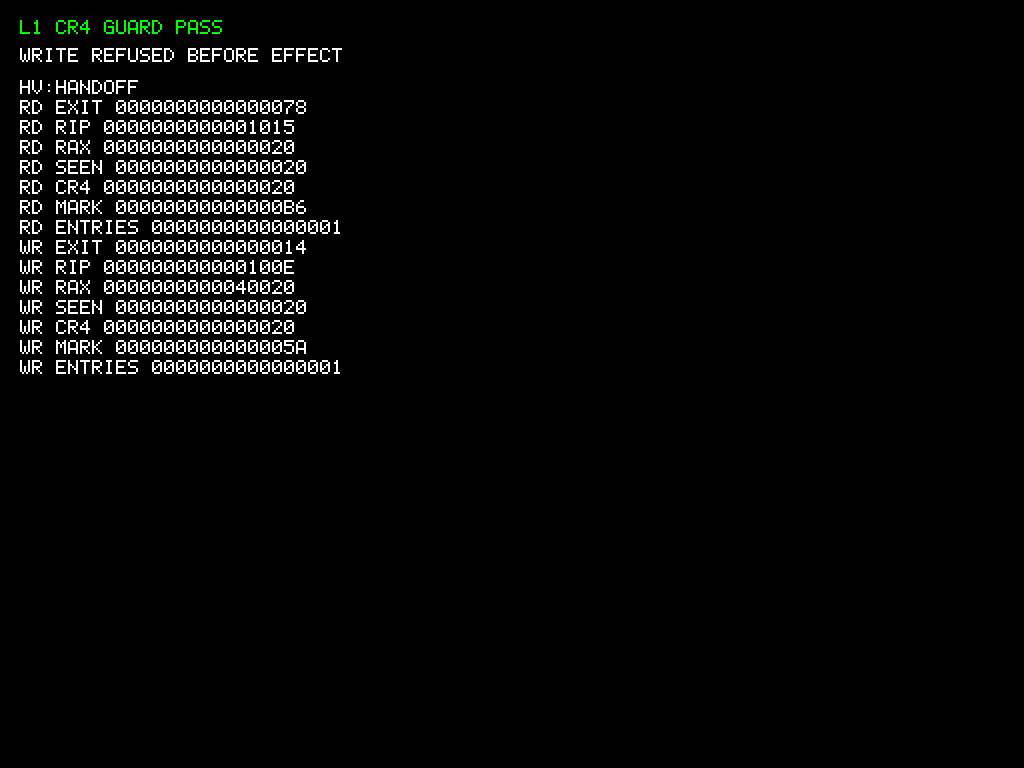 L1 CR4 GUARD PASS
WRITE REFUSED BEFORE EFFECT
HV:HANDOFF
RD EXIT 0000000000000078
RD RIP 0000000000001015
RD RAX 0000000000000020
RD SEEN 0000000000000020
RD CR4 0000000000000020
RD MARK 00000000000000B6
RD ENTRIES 0000000000000001
WR EXIT 0000000000000014
WR RIP 000000000000100E
WR RAX 0000000000040020
WR SEEN 0000000000000020
WR CR4 0000000000000020
WR MARK 000000000000005A
WR ENTRIES 0000000000000001